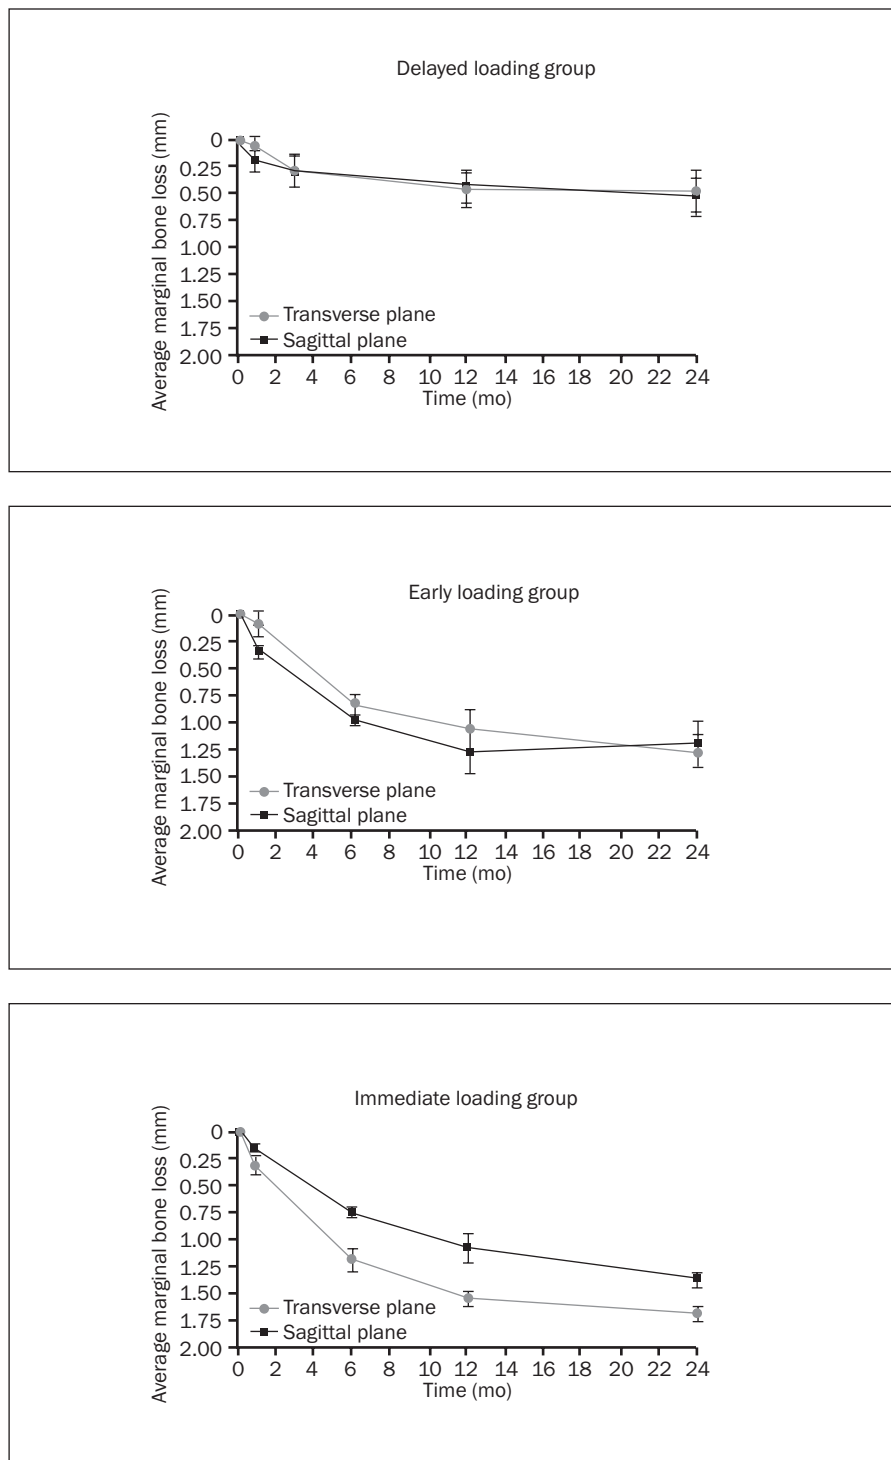 Delayed loading group
Average marginal bone loss (mm)
0
0.25
0.50
0.75
1.00
1.25
1.50
1.75
2.00
Transverse plane
Sagittal plane
0 2 4 6 8 10 12 14 16 18 20 22 24
Time (mo)
Early loading group
Average marginal bone loss (mm)
0
0.25
0.50
0.75
1.00
1.25
1.50
1.75
2.00
Transverse plane
Sagittal plane
0 2 4 6 8 10 12 14 16 18 20 22 24
Time (mo)
Immediate loading group
Average marginal bone loss (mm)
0
0.25
0.50
0.75
1.00
1.25
1.50
1.75
2.00
Transverse plane
Sagittal plane
0 2 4 6 8 10 12 14 16 18 20 22 24
Time (mo)